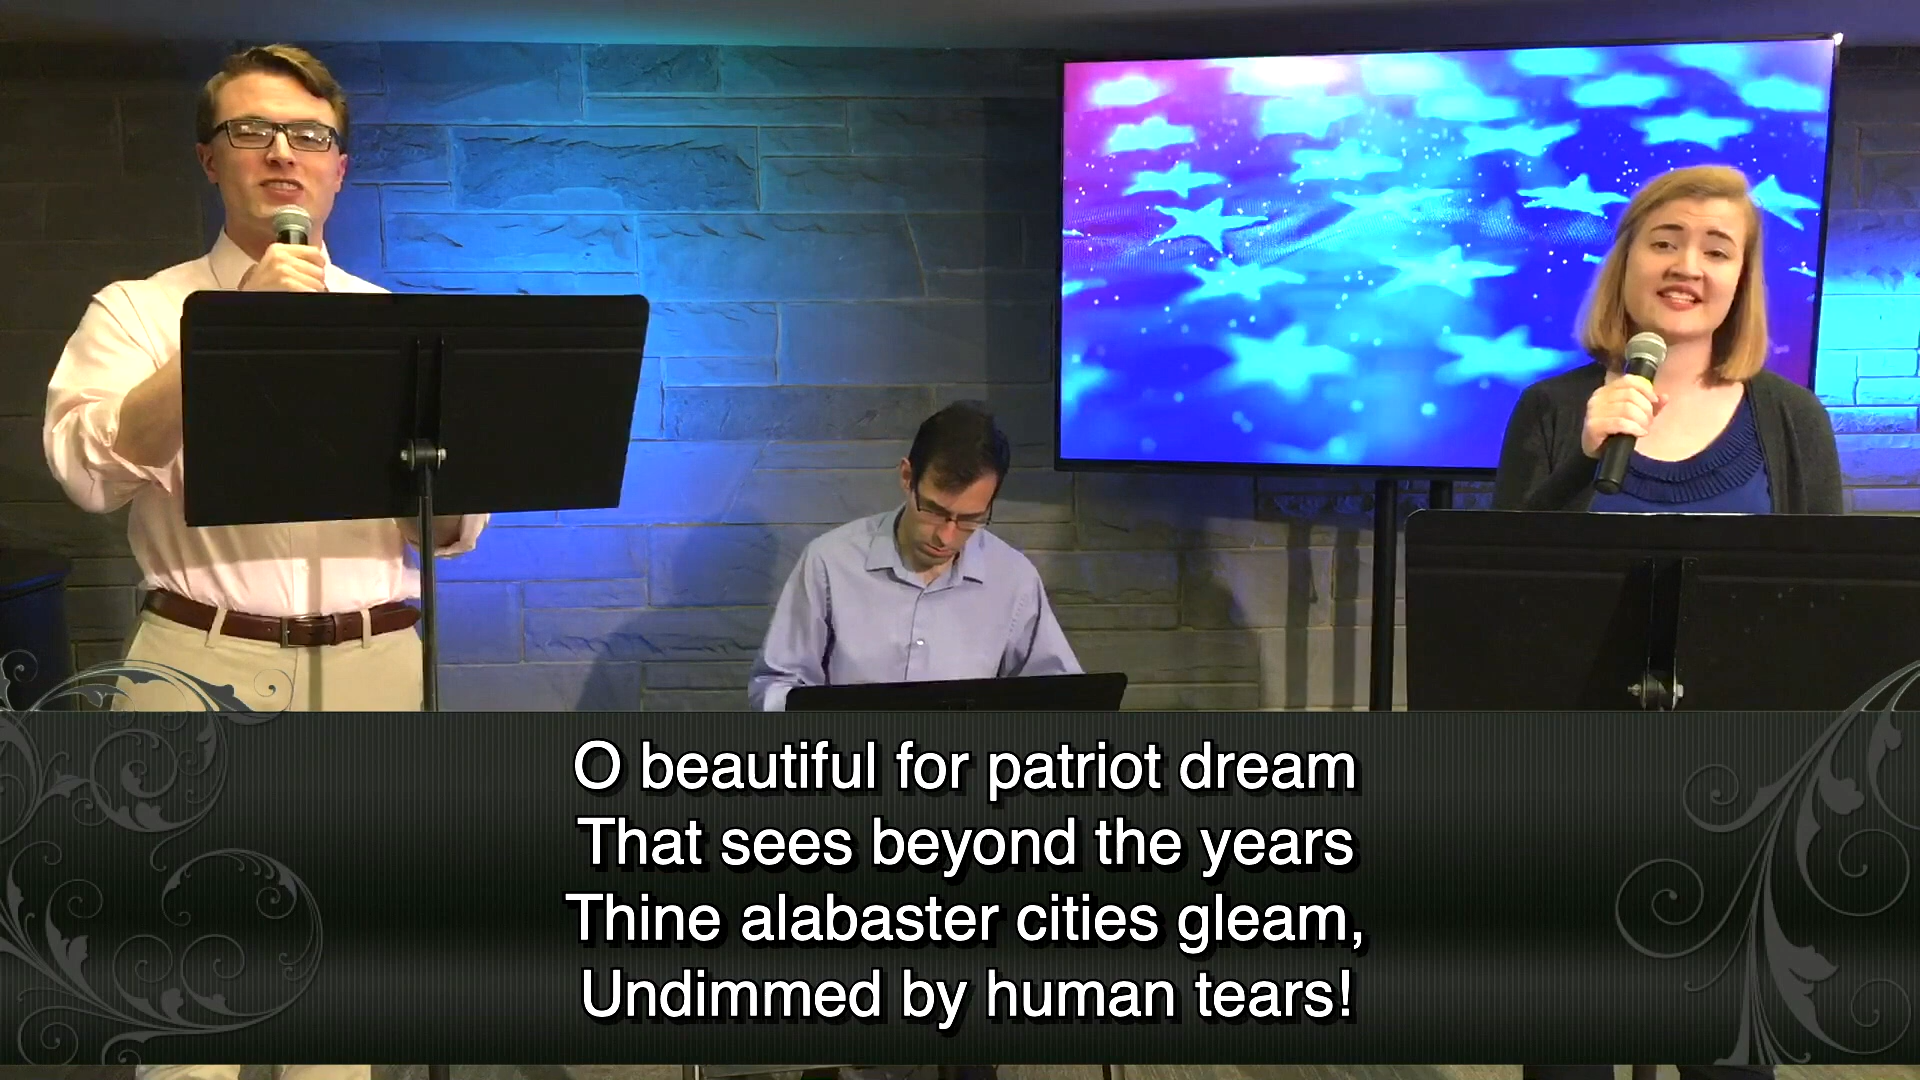 O beautiful for patriot dream
That sees beyond the years
Thine alabaster cities gleam,
Undimmed by human tears!